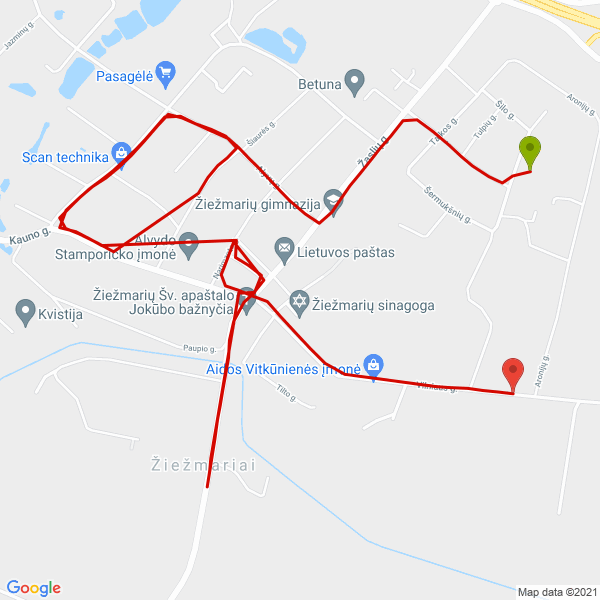 Jazminų g.
Pasagėlė
Betuna
Aronijų g.
Šilo g.
Tulpių g.
Taikos g.
Žaslių g.
Šiaurės g.
Scan technika
Žiežmarių gimnazija
Šermukšnių g.
Kauno g.
Alvydo
Stamporicko įmonė
Lietuvos paštas
Žiežmarių Šv. apaštalo
Jokūbo bažnyčia
Žiežmarių sinagoga
Kvistija
Paupio g.
Aidos Vitkūnienės įmonė
Vilniaus g.
Aronijų g.
Tilto g.
Žiežmariai
Google
Map data ©2021